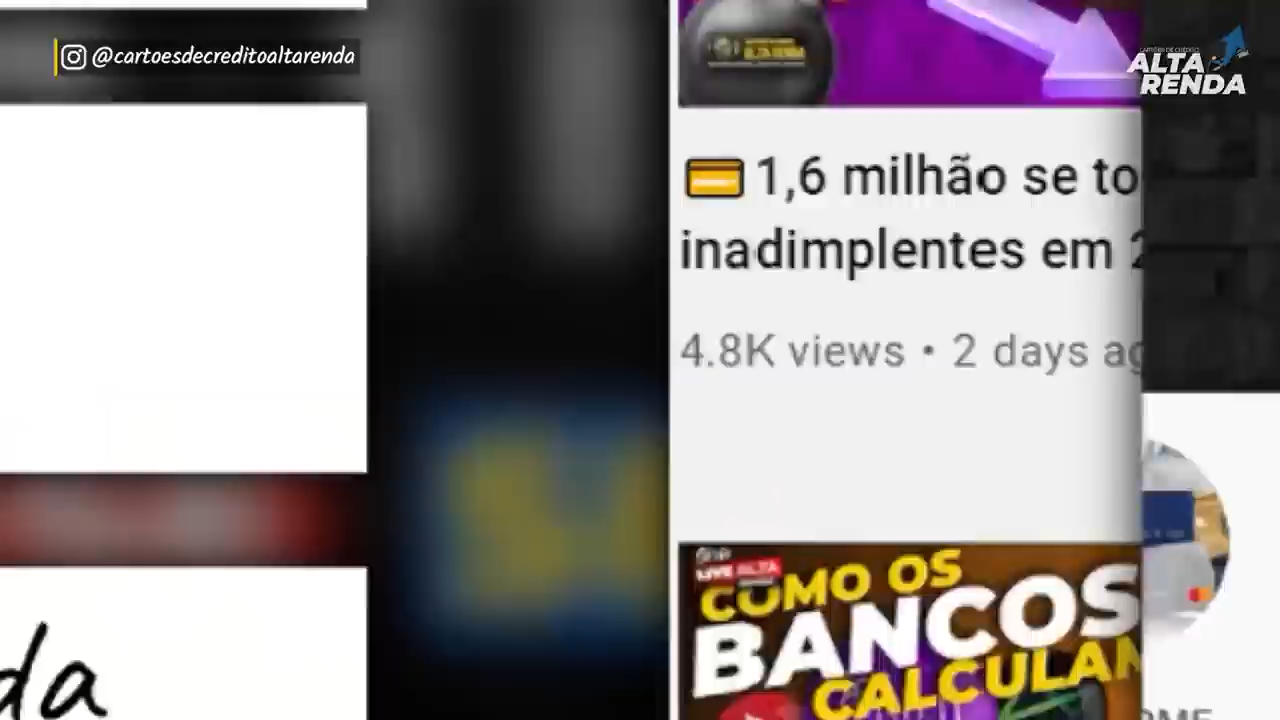 @cartoesdecreditoaltarenda
ALTA
RENDA
1,6 milhão se to
inadimplentes em 2
4.8K views • 2 days ag
LIVE ALTA
COMO OS
BANCOS
CALCULAM
da